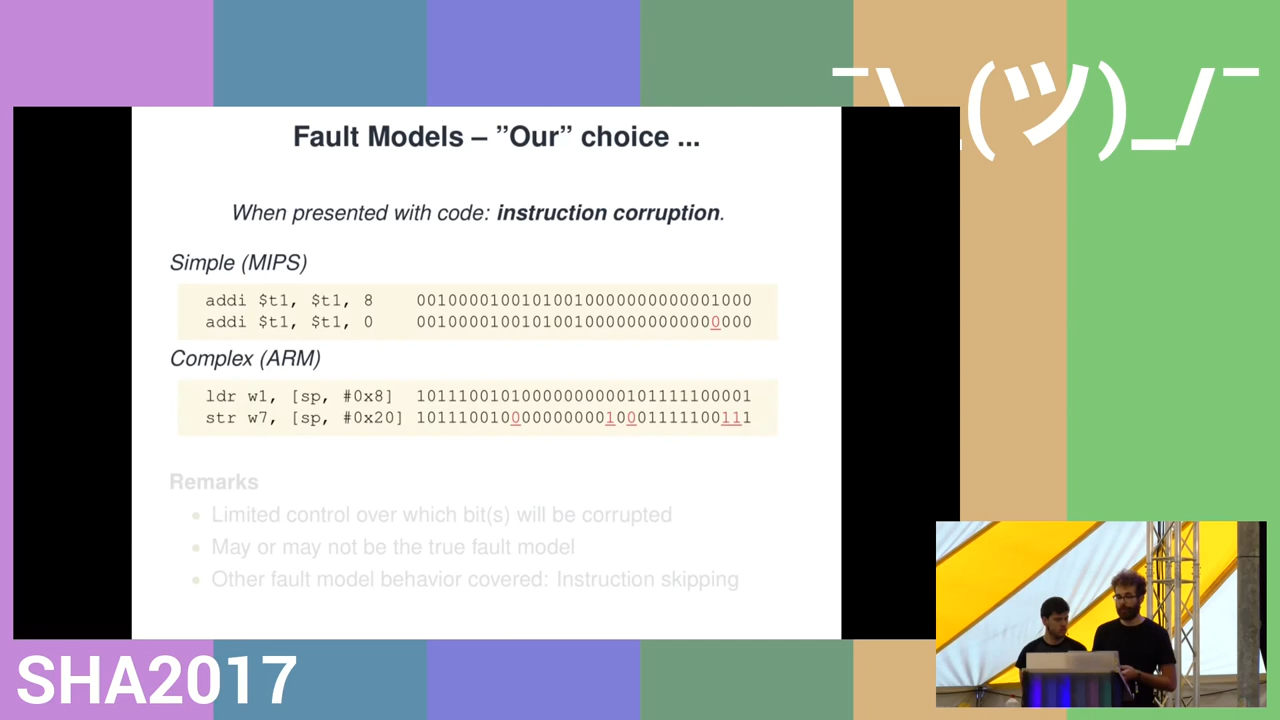 ¯\_(ツ)_/¯
Fault Models – ”Our” choice ...
When presented with code: instruction corruption.
Simple (MIPS)
addi $t1, $t1, 8 00100001001010010000000000001000
addi $t1, $t1, 0 00100001001010010000000000000000
Complex (ARM)
ldr w1, [sp, #0x8] 10111001010000000000101111100001
str w7, [sp, #0x20] 10111001000000000010001111100111
Remarks
• Limited control over which bit(s) will be corrupted
• May or may not be the true fault model
• Other fault model behavior covered: Instruction skipping
SHA2017